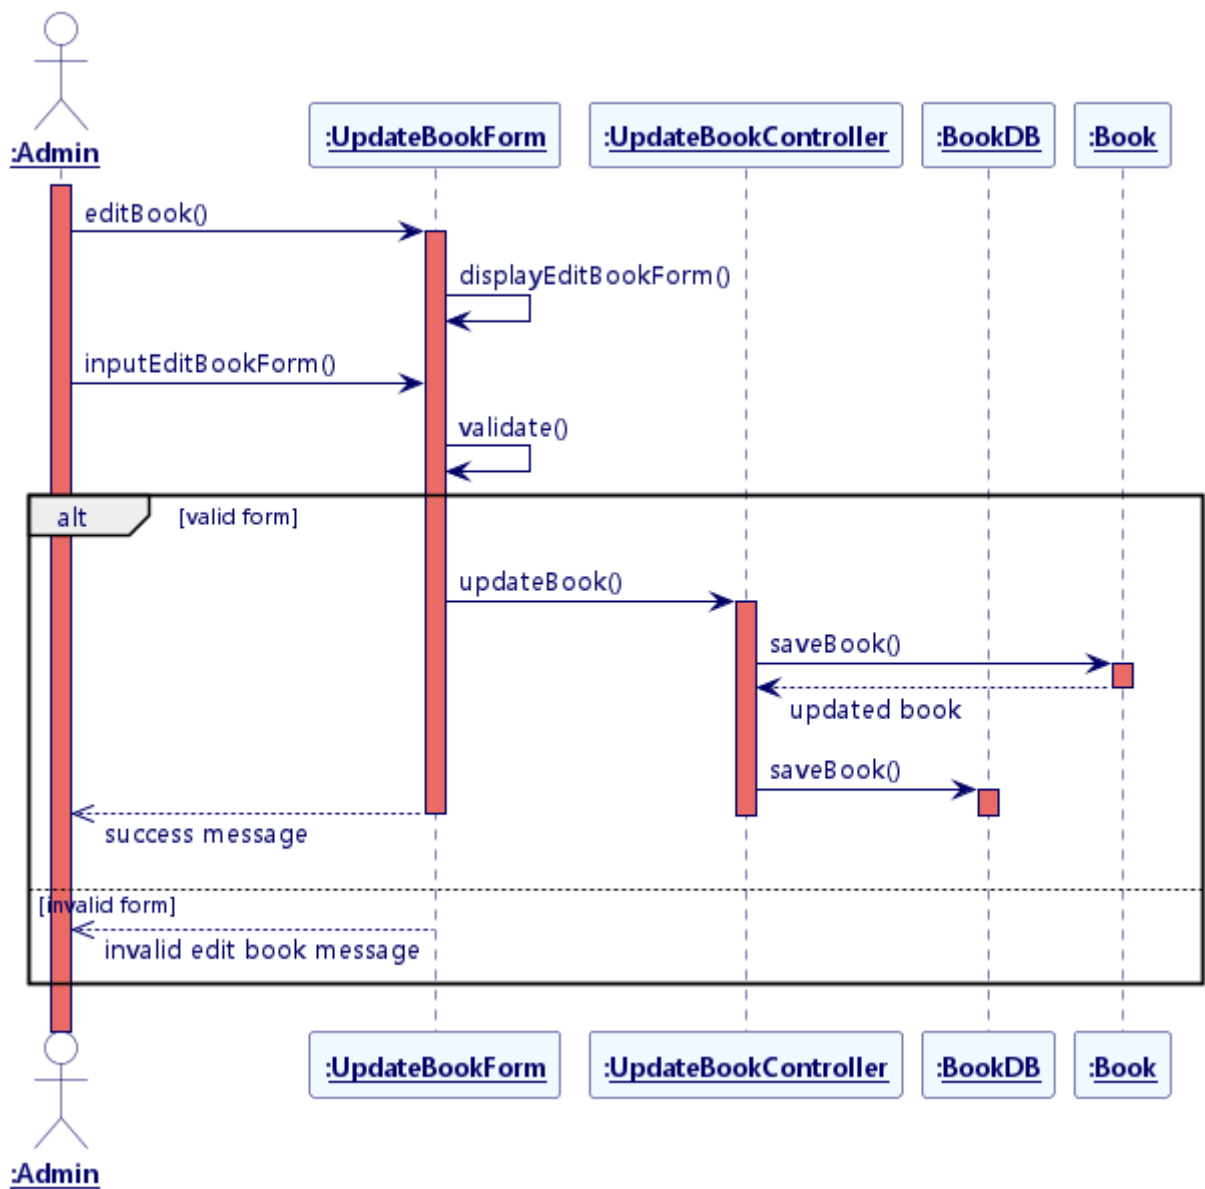 :Admin
:UpdateBookForm
:UpdateBookController
:BookDB
:Book
editBook()
displayEditBookForm()
inputEditBookForm()
validate()
alt
[valid form]
updateBook()
saveBook()
updated book
saveBook()
success message
[invalid form]
invalid edit book message
:UpdateBookForm
:UpdateBookController
:BookDB
:Book
:Admin